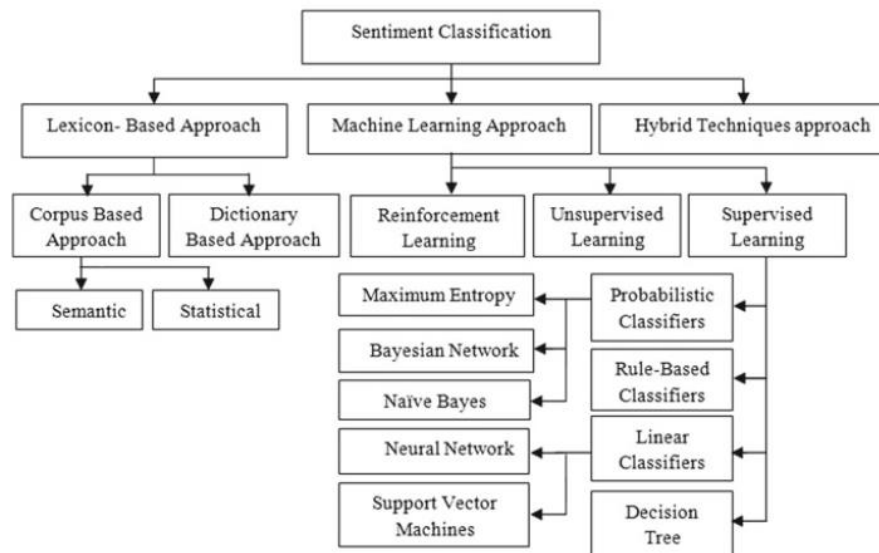 Sentiment Classification
Lexicon- Based Approach
Machine Learning Approach
Hybrid Techniques approach
Corpus Based
Approach
Dictionary
Based Approach
Reinforcement
Learning
Unsupervised
Learning
Supervised
Learning
Semantic
Statistical
Maximum Entropy
Bayesian Network
Naïve Bayes
Neural Network
Support Vector
Machines
Probabilistic
Classifiers
Rule-Based
Classifiers
Linear
Classifiers
Decision
Tree